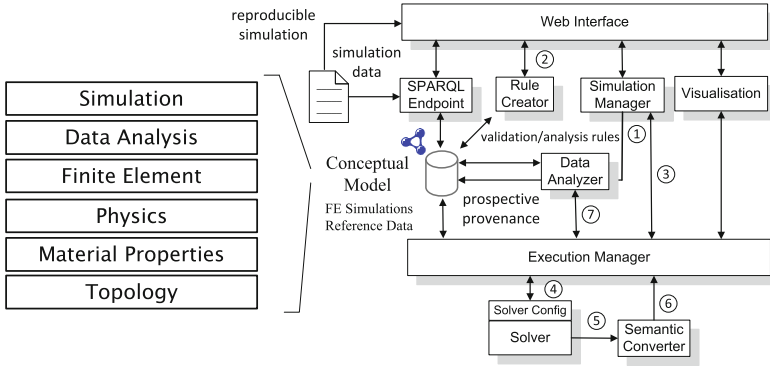 reproducible
simulation
Web Interface
simulation
data
②
SPARQL
Endpoint
Rule
Creator
Simulation
Manager
Visualisation
Simulation
Data Analysis
Finite Element
Physics
Material Properties
Topology
①
validation/analysis rules
Conceptual
Model
FE Simulations
Reference Data
Data
Analyzer
③
prospective
provenance
⑦
Execution Manager
④
⑥
Solver Config
Solver
⑤
Semantic
Converter